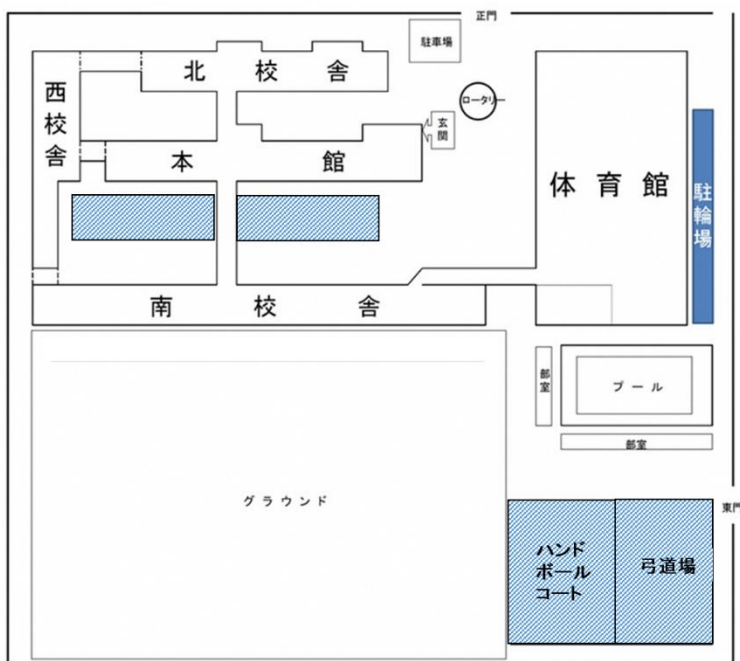 正門
駐車場
北校舎
西校舎
ロータリー
玄関
本館
体育館
駐輪場
南校舎
部室
プール
部室
グラウンド
東門
ハンド
ボール
コート
弓道場